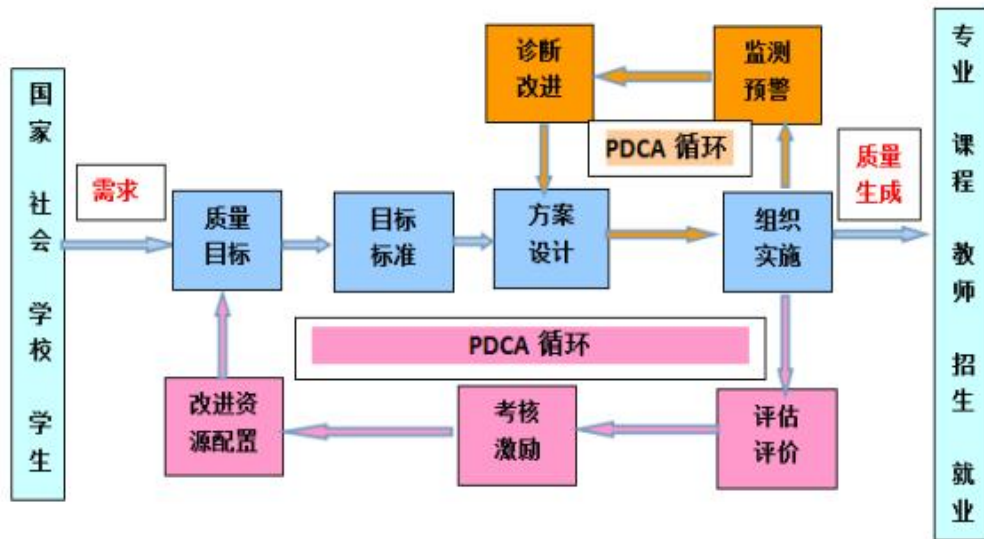 国家 社会 学校 学生
需求
诊断
改进
监测
预警
PDCA 循环
质量
生成
质量
目标
目标
标准
方案
设计
组织
实施
PDCA 循环
改进资
源配置
考核
激励
评估
评价
专业 课程 教师 招生 就业